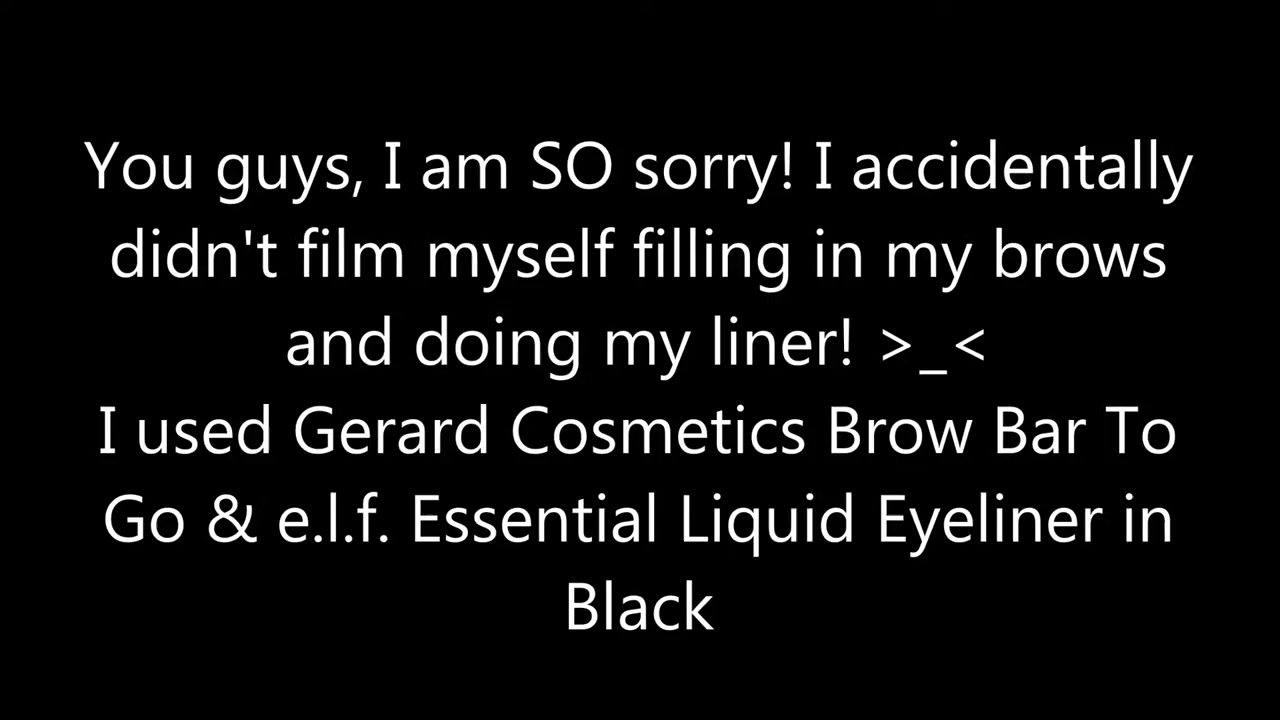 You guys, I am SO sorry! I accidentally
didn't film myself filling in my brows
and doing my liner! >_<
I used Gerard Cosmetics Brow Bar To
Go & e.l.f. Essential Liquid Eyeliner in
Black